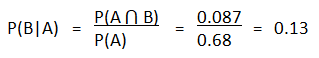 P(B|A) = P(A ⋂ B) / P(A) = 0.087 / 0.68 = 0.13